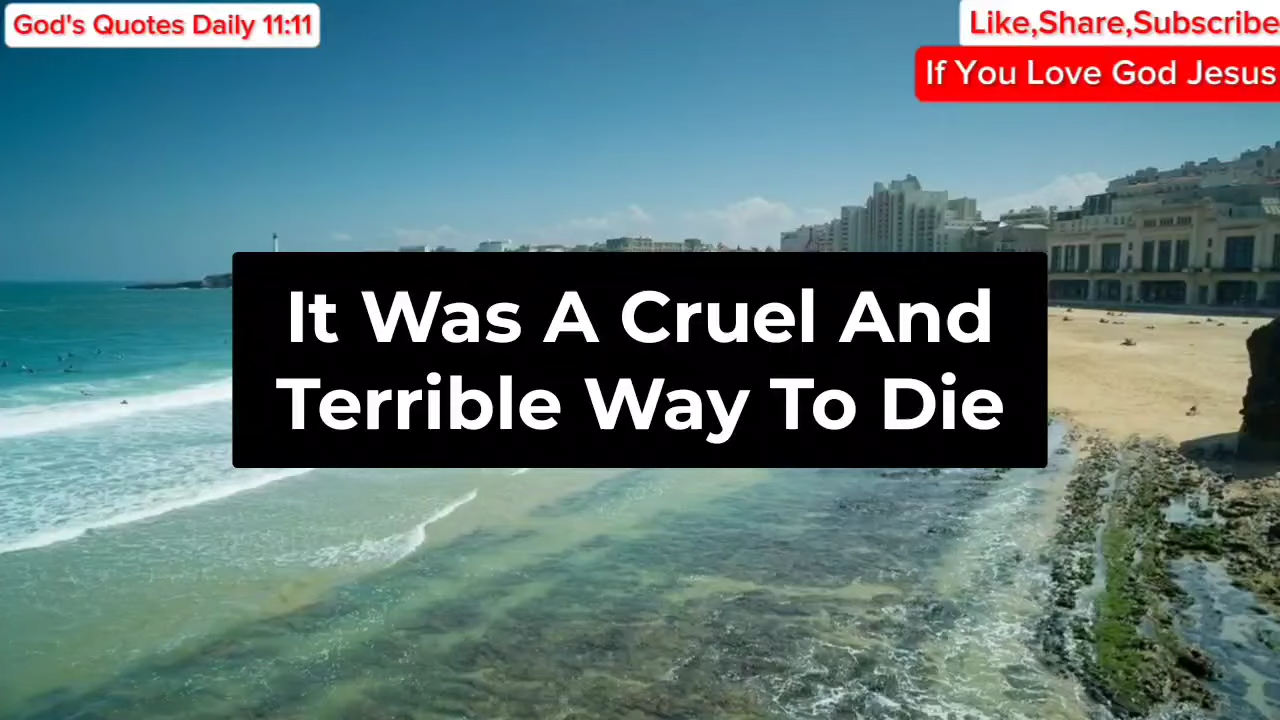 God's Quotes Daily 11:11
Like,Share,Subscribe
If You Love God Jesus
It Was A Cruel And
Terrible Way To Die